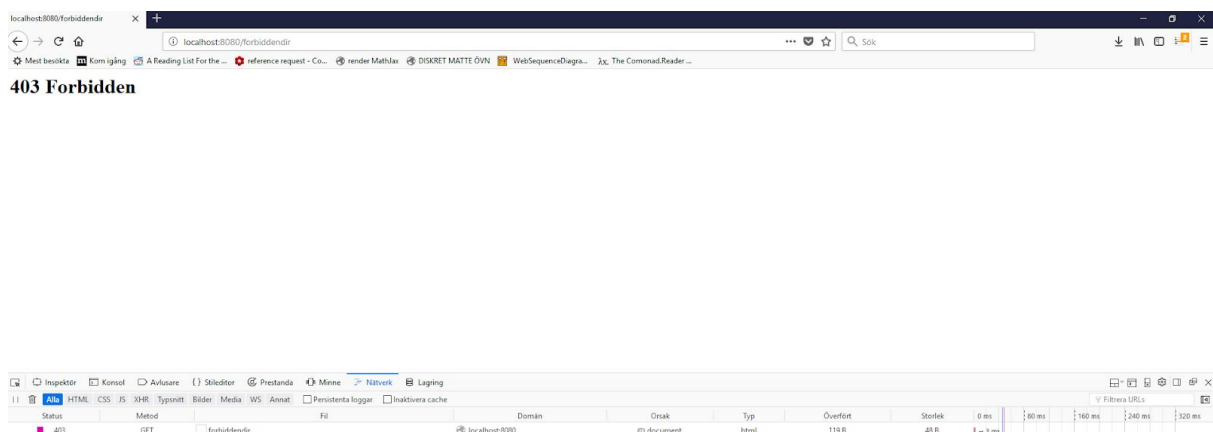 localhost:8080/forbiddendir
localhost:8080/forbiddendir Sök 2
Mest besökta m Kom igång A Reading List For the ... reference request - Co... render MathJax DISKRET MATTE ÖVN WebSequenceDiagra... λx. The Comonad.Reader ...
403 Forbidden
Inspektör Konsol Avlusare {} Stileditor Prestanda Minne Nätverk Lagring
Alla HTML CSS JS XHR Typsnitt Bilder Media WS Annat Persistenta loggar Inaktivera cache Filtrera URLs
Status Metod Fil Domän Orsak Typ Överfört Storlek 0 ms 80 ms 160 ms 240 ms 320 ms
403 GET forbiddendir localhost:8080 document html 119 B 48 B